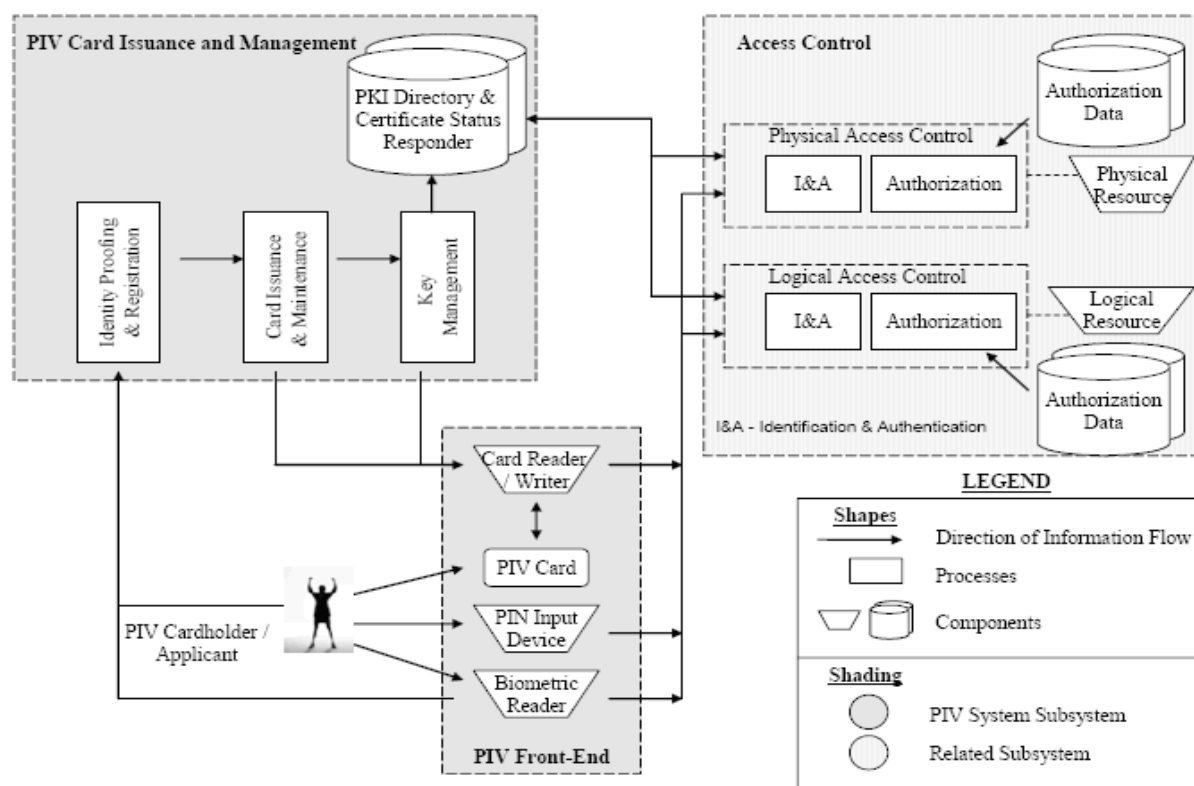 PIV Card Issuance and Management
PKI Directory &
Certificate Status
Responder
Identity Proofing
& Registration
Card Issuance
& Maintenance
Key
Management
Access Control
Authorization
Data
Physical Access Control
I&A
Authorization
Physical
Resource
Logical Access Control
I&A
Authorization
Logical
Resource
Authorization
Data
I&A - Identification & Authentication
Card Reader
/ Writer
PIV Card
PIN Input
Device
Biometric
Reader
PIV Front-End
PIV Cardholder /
Applicant
LEGEND
Shapes
Direction of Information Flow
Processes
Components
Shading
PIV System Subsystem
Related Subsystem